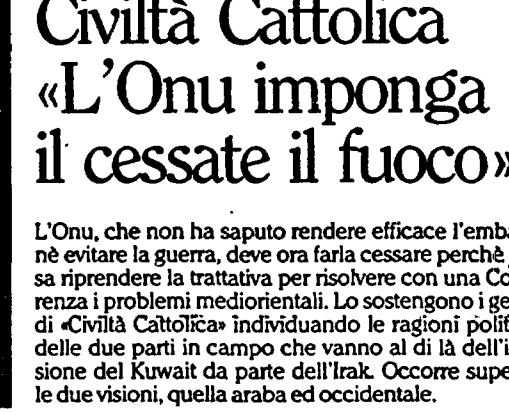 Civiltà Cattolica
«L'Onu imponga
il cessate il fuoco»
L'Onu, che non ha saputo rendere efficace l'emba
nè evitare la guerra, deve ora farla cessare perchè
sa riprendere la trattativa per risolvere con una Co
renza i problemi mediorientali. Lo sostengono i ge
di «Civiltà Cattolica» individuando le ragioni polit
delle due parti in campo che vanno al di là dell'i
sione del Kuwait da parte dell'Irak. Occorre supe
le due visioni, quella araba ed occidentale.